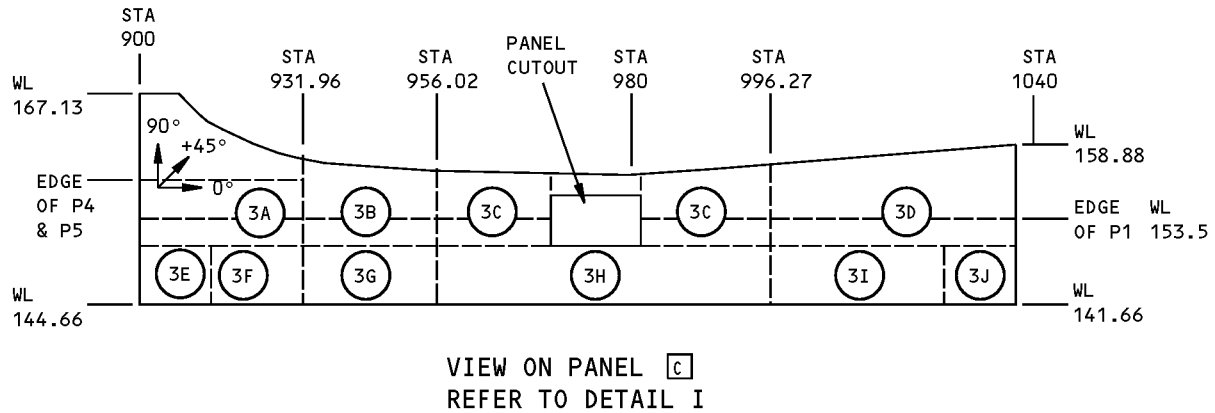 STA
900
STA
931.96
STA
956.02
PANEL
CUTOUT
STA
980
STA
996.27
STA
1040
WL
167.13
90°
+45°
0°
WL
158.88
EDGE
OF P4
& P5
3A
3B
3C
3C
3D
EDGE WL
OF P1 153.5
3E
3F
3G
3H
3I
3J
WL
144.66
WL
141.66
VIEW ON PANEL C
REFER TO DETAIL I